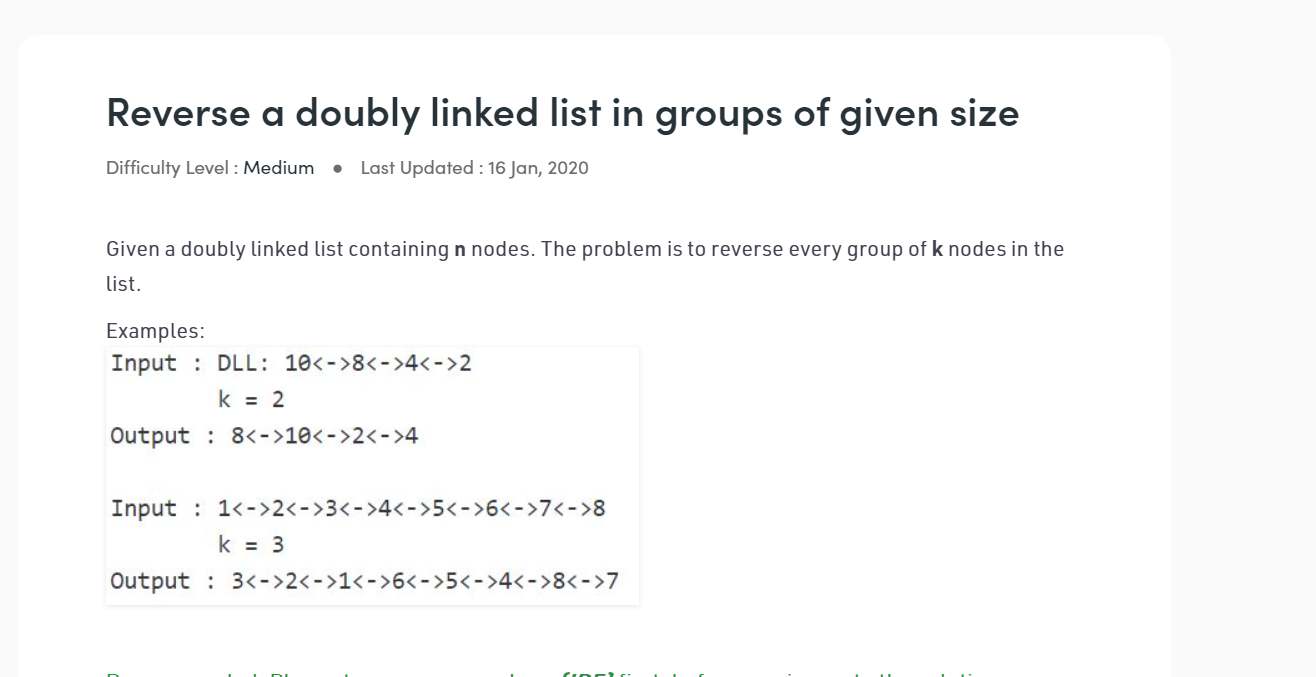 Reverse a doubly linked list in groups of given size
Difficulty Level : Medium ● Last Updated : 16 Jan, 2020
Given a doubly linked list containing n nodes. The problem is to reverse every group of k nodes in the
list.
Examples:
Input : DLL: 10<->8<->4<->2
k = 2
Output : 8<->10<->2<->4
Input : 1<->2<->3<->4<->5<->6<->7<->8
k = 3
Output : 3<->2<->1<->6<->5<->4<->8<->7